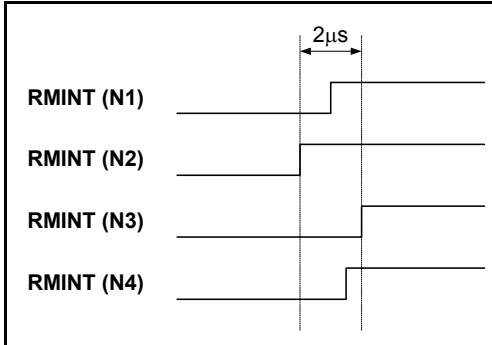 2µs
RMINT (N1)
RMINT (N2)
RMINT (N3)
RMINT (N4)